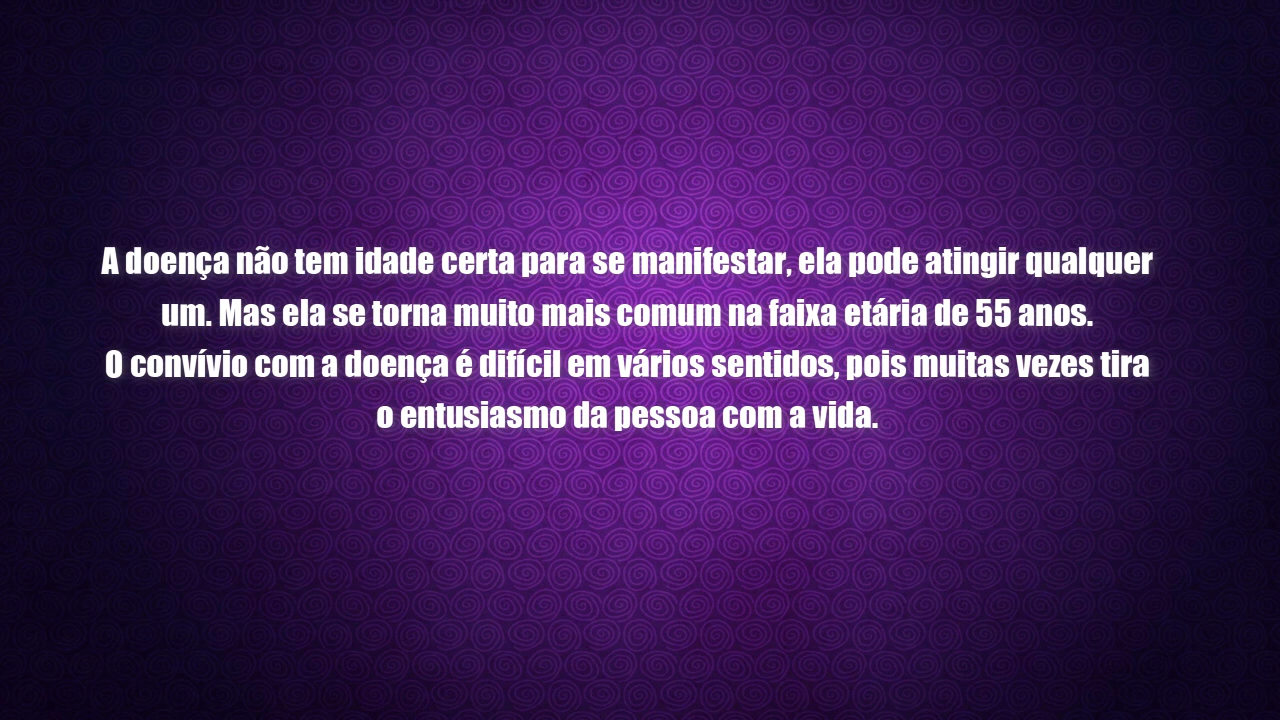 A doença não tem idade certa para se manifestar, ela pode atingir qualquer
um. Mas ela se torna muito mais comum na faixa etária de 55 anos.
O convívio com a doença é difícil em vários sentidos, pois muitas vezes tira
o entusiasmo da pessoa com a vida.